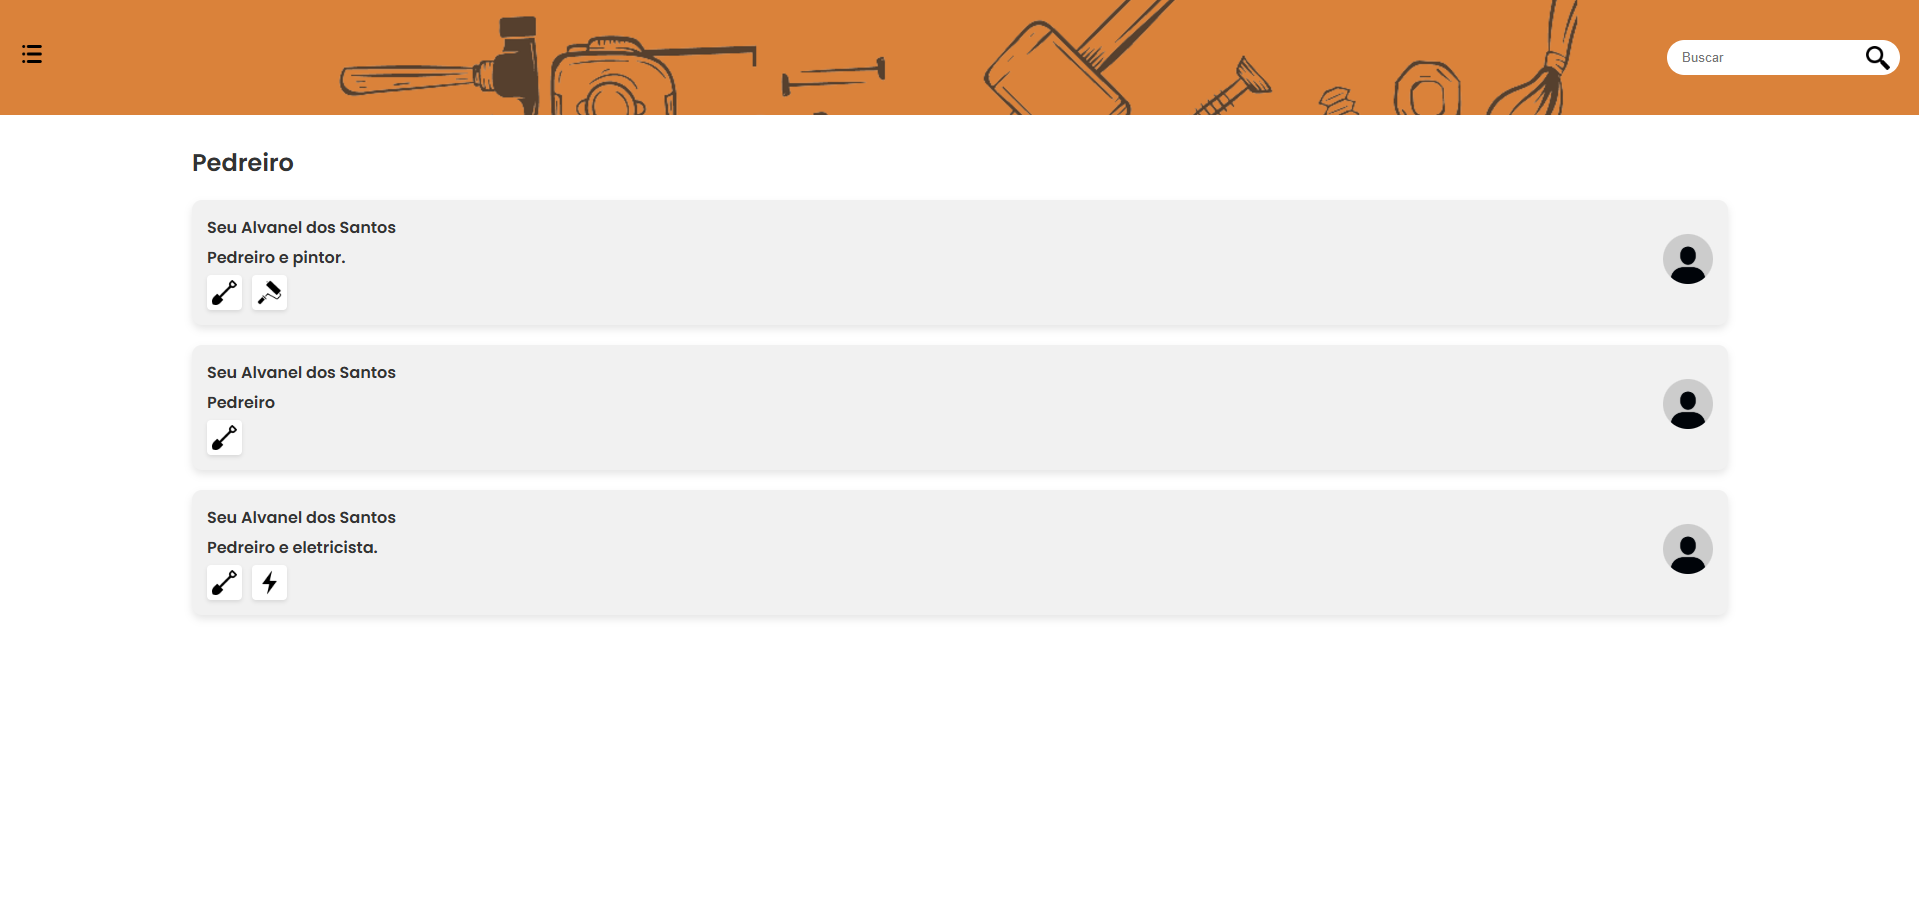 Buscar
Pedreiro
Seu Alvanel dos Santos
Pedreiro e pintor.
Seu Alvanel dos Santos
Pedreiro
Seu Alvanel dos Santos
Pedreiro e eletricista.